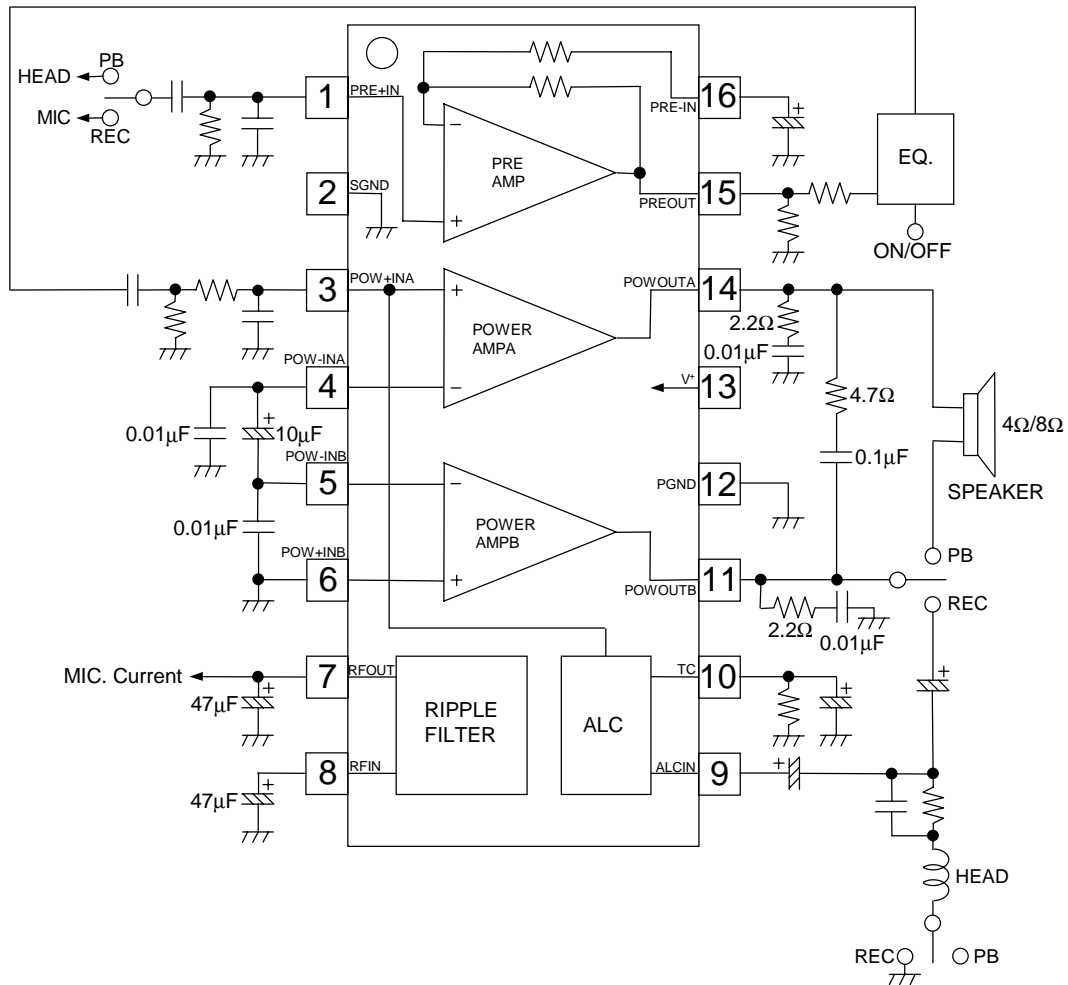 PB
HEAD
MIC
REC
1
PRE+IN
PRE-IN
16
2
SGND
PRE
AMP
PREOUT
15
EQ.
ON/OFF
3
POW+INA
POWER
AMPA
POWOUTA
14
2.2Ω
0.01μF
POW-INA
4
V+
13
4.7Ω
0.1μF
4Ω/8Ω
SPEAKER
0.01μF
10μF
POW-INB
5
PGND
12
0.01μF
POWER
AMPB
POW+INB
6
POWOUTB
11
PB
REC
2.2Ω
0.01μF
MIC. Current
7
RFOUT
47μF
RIPPLE
FILTER
ALC
TC
10
8
RFIN
47μF
ALCIN
9
+
+
+
+
+
+
+
+
+
+
−
−
−
HEAD
REC
PB